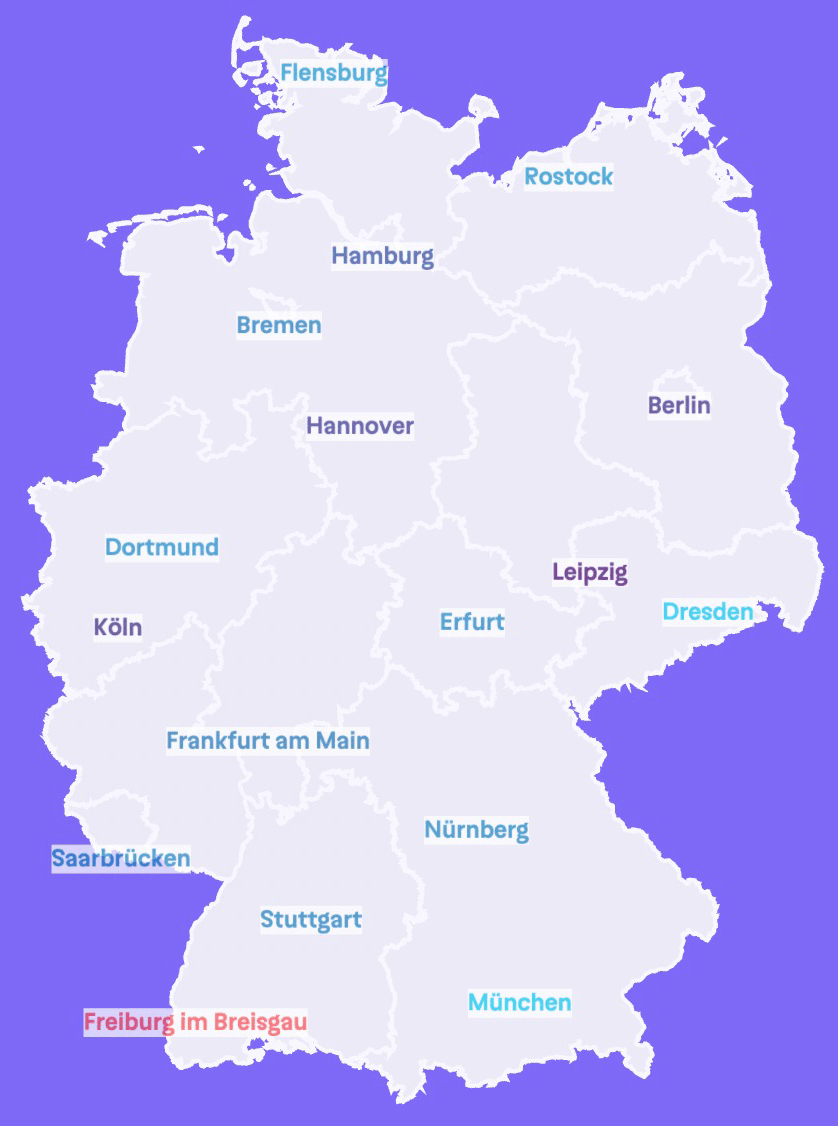 Flensburg
Rostock
Hamburg
Bremen
Berlin
Hannover
Dortmund
Leipzig
Dresden
Erfurt
Köln
Frankfurt am Main
Nürnberg
Saarbrücken
Stuttgart
München
Freiburg im Breisgau